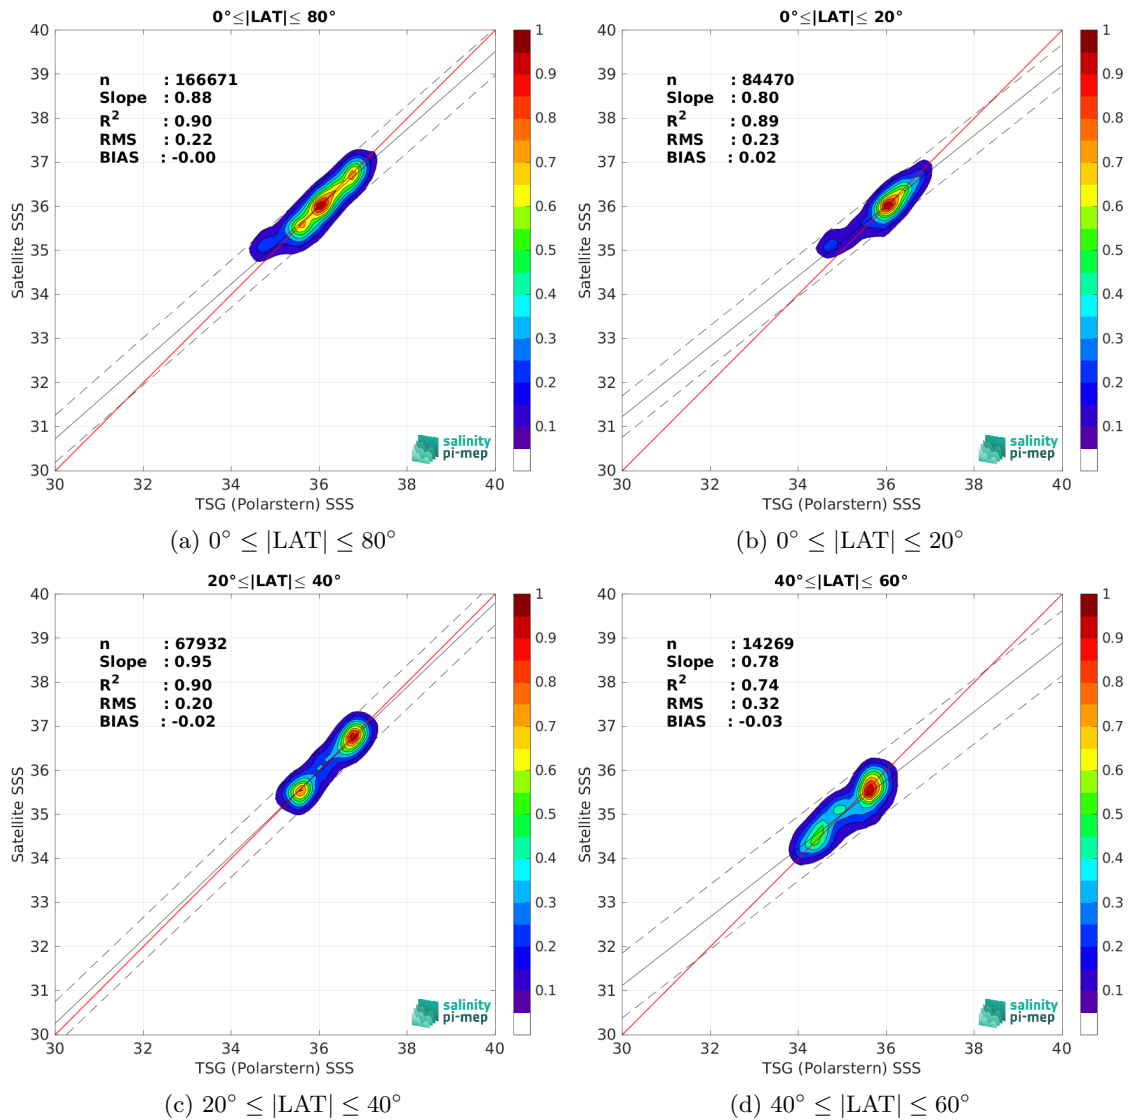 0°≤|LAT|≤ 80°
40
39
38
37
36
35
34
33
32
31
30
Satellite SSS
n : 166671
Slope : 0.88
R² : 0.90
RMS : 0.22
BIAS : -0.00
salinity
pi-mep
30 32 34 36 38 40
TSG (Polarstern) SSS
1
0.9
0.8
0.7
0.6
0.5
0.4
0.3
0.2
0.1
(a) 0° ≤ |LAT| ≤ 80°
0°≤|LAT|≤ 20°
40
39
38
37
36
35
34
33
32
31
30
Satellite SSS
n : 84470
Slope : 0.80
R² : 0.89
RMS : 0.23
BIAS : 0.02
salinity
pi-mep
30 32 34 36 38 40
TSG (Polarstern) SSS
1
0.9
0.8
0.7
0.6
0.5
0.4
0.3
0.2
0.1
(b) 0° ≤ |LAT| ≤ 20°
20°≤|LAT|≤ 40°
40
39
38
37
36
35
34
33
32
31
30
Satellite SSS
n : 67932
Slope : 0.95
R² : 0.90
RMS : 0.20
BIAS : -0.02
salinity
pi-mep
30 32 34 36 38 40
TSG (Polarstern) SSS
1
0.9
0.8
0.7
0.6
0.5
0.4
0.3
0.2
0.1
(c) 20° ≤ |LAT| ≤ 40°
40°≤|LAT|≤ 60°
40
39
38
37
36
35
34
33
32
31
30
Satellite SSS
n : 14269
Slope : 0.78
R² : 0.74
RMS : 0.32
BIAS : -0.03
salinity
pi-mep
30 32 34 36 38 40
TSG (Polarstern) SSS
1
0.9
0.8
0.7
0.6
0.5
0.4
0.3
0.2
0.1
(d) 40° ≤ |LAT| ≤ 60°